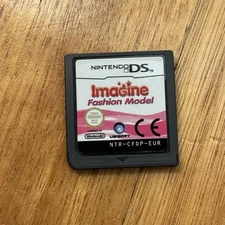 NINTENDO DS
Imagine
Fashion Model
Nintendo
UBISOFT
CE
NTR-CFDP-EUR